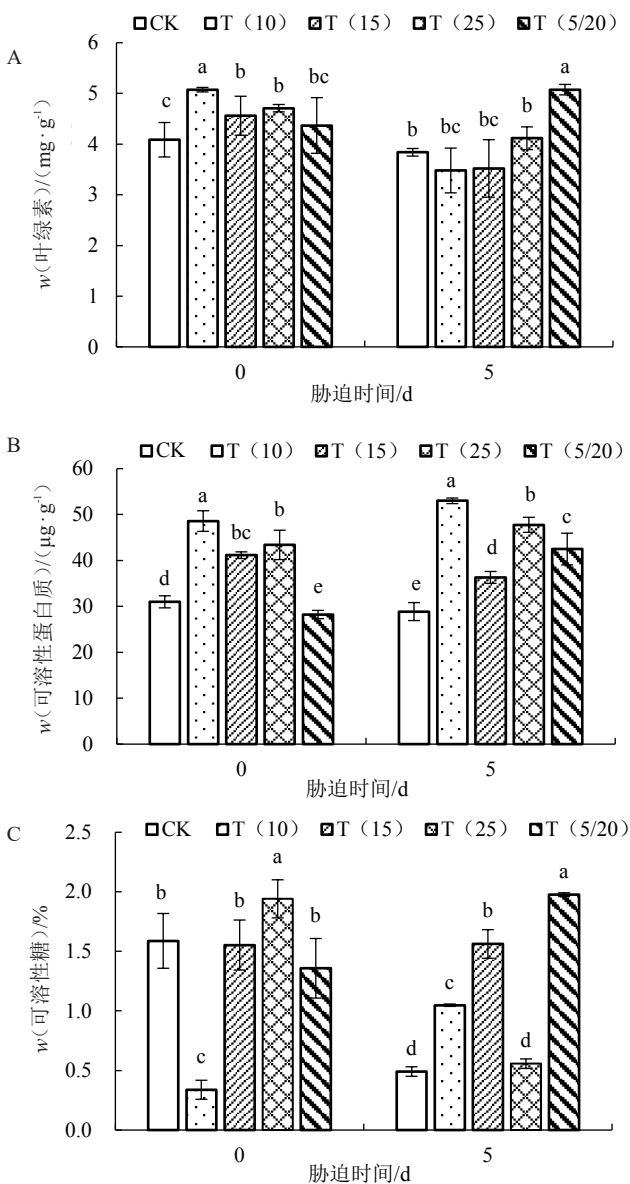 □CK □T（10） ▨T（15） ▩T（25） ◪T（5/20）
A
6
5
4
3
2
1
0
w(叶绿素)/(mg·g⁻¹)
c a b b bc
b bc bc b a
0 5
胁迫时间/d
B
□CK □T（10） ▨T（15） ▩T（25） ◪T（5/20）
60
50
40
30
20
10
0
w(可溶性蛋白质)/(μg·g⁻¹)
d a bc b e
e a d b c
0 5
胁迫时间/d
C
□CK □T（10） ▨T（15） ▩T（25） ◪T（5/20）
2.5
2.0
1.5
1.0
0.5
0.0
w(可溶性糖)/%
b c b a b
d c b d a
0 5
胁迫时间/d